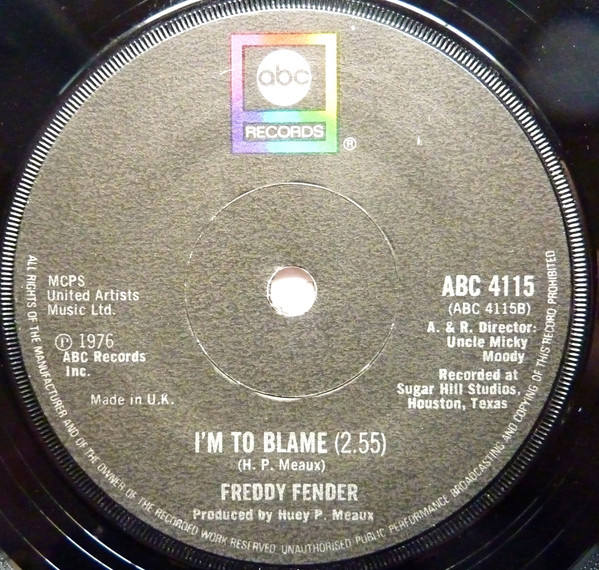 abc
RECORDS
®
MCPS
United Artists
Music Ltd.
Ⓟ 1976
ABC Records
Inc.
Made in U.K.
ABC 4115
(ABC 4115B)
A. & R. Director:
Uncle Micky
Moody
Recorded at
Sugar Hill Studios,
Houston, Texas
I'M TO BLAME (2.55)
(H. P. Meaux)
FREDDY FENDER
Produced by Huey P. Meaux
ALL RIGHTS OF THE MANUFACTURER AND OF THE OWNER OF THE RECORDED WORK RESERVED. UNAUTHORISED PUBLIC PERFORMANCE BROADCASTING AND COPYING OF THIS RECORD PROHIBITED